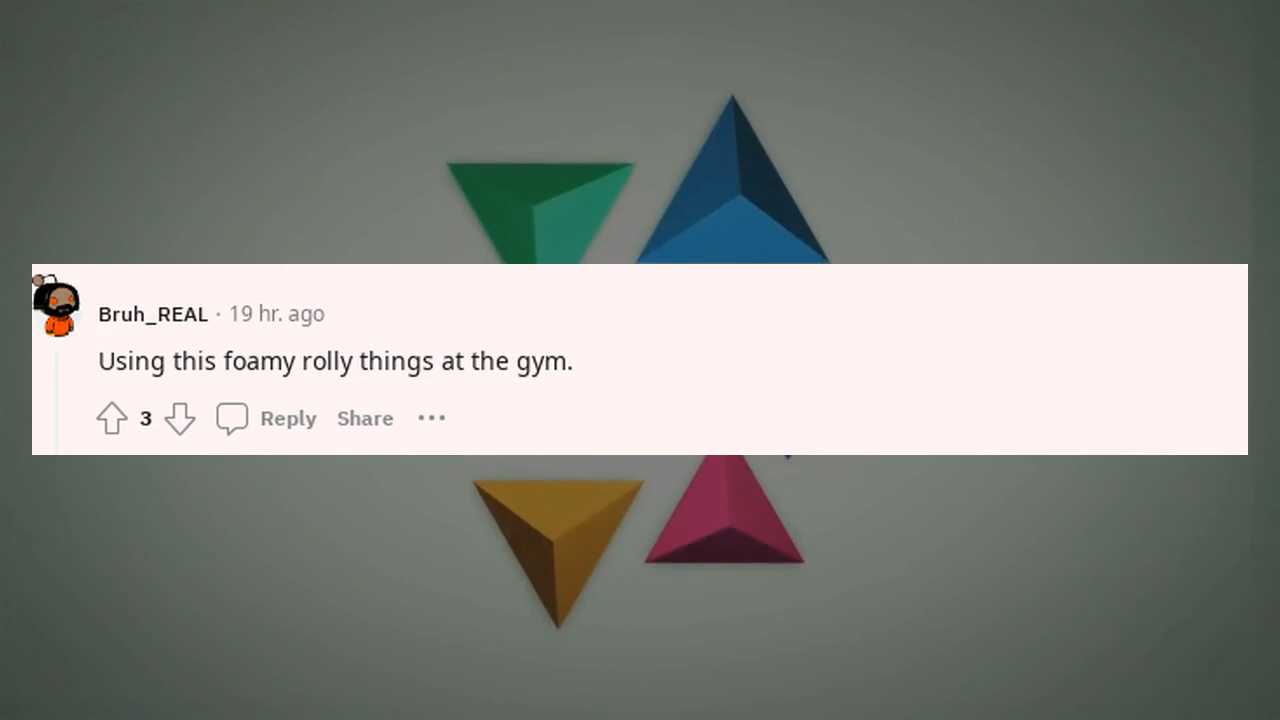 Bruh_REAL · 19 hr. ago
Using this foamy rolly things at the gym.
3 Reply Share ···